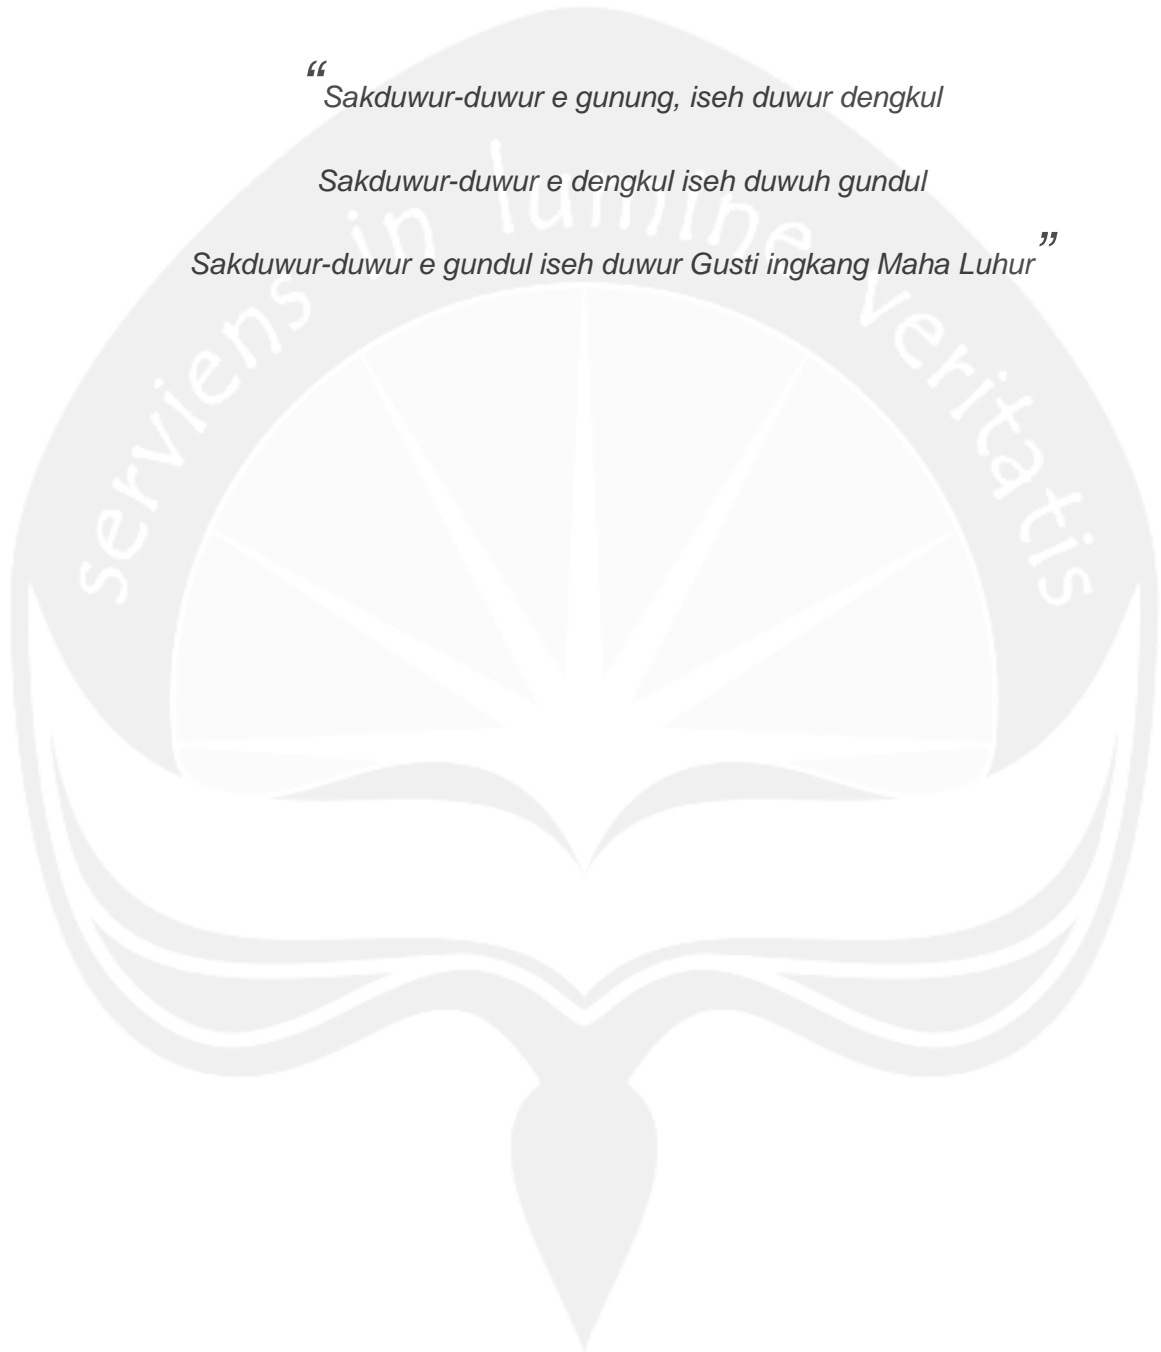 “Sakduwur-duwur e gunung, iseh duwur dengkul
Sakduwur-duwur e dengkul iseh duwuh gundul
Sakduwur-duwur e gundul iseh duwur Gusti ingkang Maha Luhur”
serviens in lumine veritatis